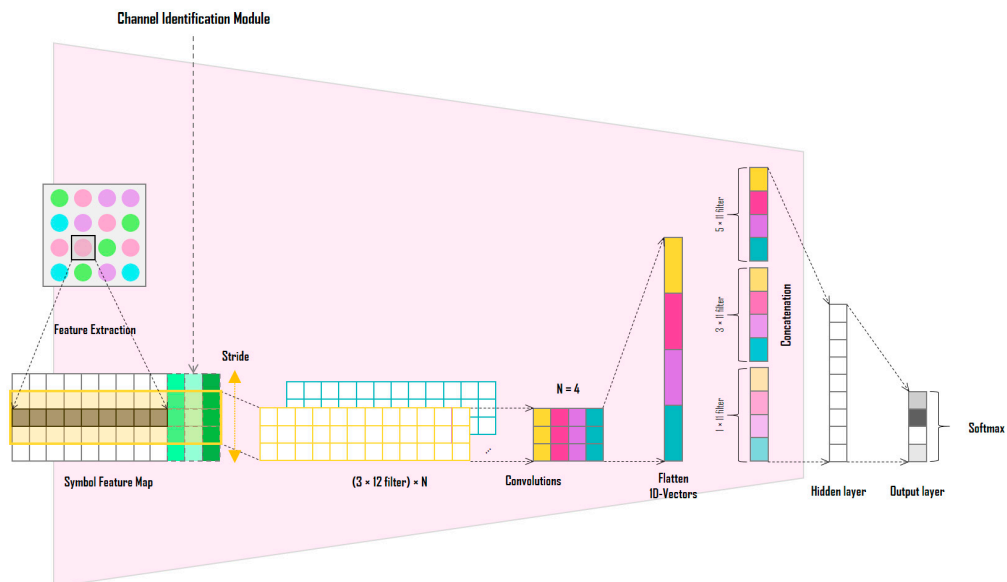 Channel Identification Module
Feature Extraction
Stride
Symbol Feature Map
(3 × 12 filter) × N
N = 4
Convolutions
Flatten
1D-Vectors
5 × 11 filter
3 × 11 filter
1 × 11 filter
Concatenation
Hidden layer
Output layer
Softmax